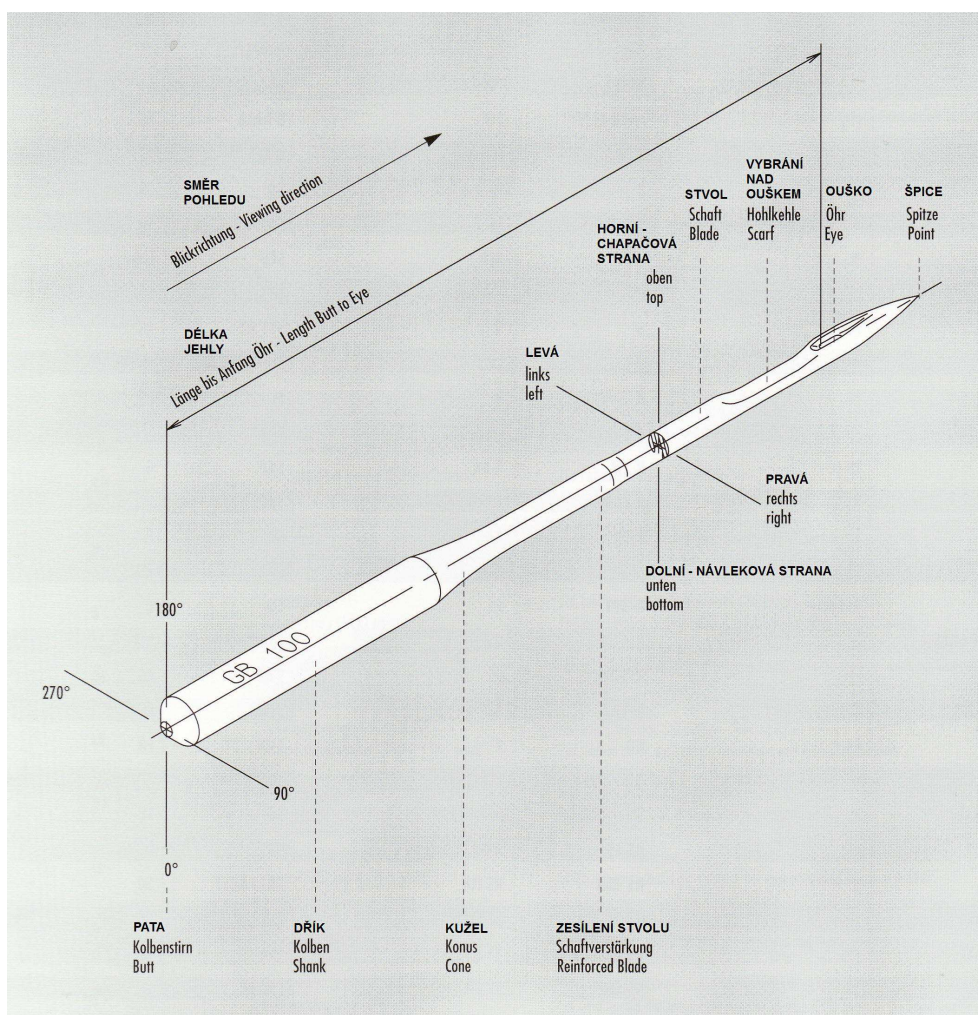 SMĚR
POHLEDU
Blickrichtung - Viewing direction
DÉLKA
JEHLY
Länge bis Anfang Öhr - Length Butt to Eye
HORNÍ -
CHAPAČOVÁ
STRANA
oben
top
STVOL
Schaft
Blade
VYBRÁNÍ
NAD
OUŠKEM
Hohlkehle
Scarf
OUŠKO
Öhr
Eye
ŠPICE
Spitze
Point
LEVÁ
links
left
PRAVÁ
rechts
right
DOLNÍ - NÁVLEKOVÁ STRANA
unten
bottom
180°
GB 100
270°
90°
0°
PATA
Kolbenstirn
Butt
DŘÍK
Kolben
Shank
KUŽEL
Konus
Cone
ZESÍLENÍ STVOLU
Schaftverstärkung
Reinforced Blade